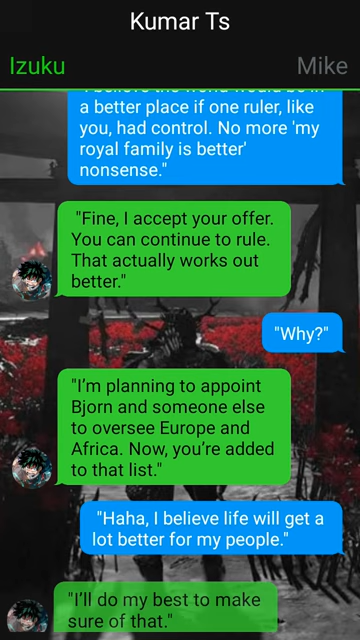 Kumar Ts
Izuku Mike
a better place if one ruler, like
you, had control. No more 'my
royal family is better'
nonsense."
"Fine, I accept your offer.
You can continue to rule.
That actually works out
better."
"Why?"
"I'm planning to appoint
Bjorn and someone else
to oversee Europe and
Africa. Now, you're added
to that list."
"Haha, I believe life will get a
lot better for my people."
"I'll do my best to make
sure of that."